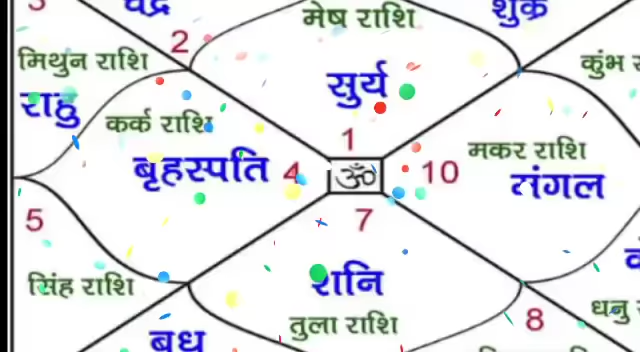 3
चंद्र
मेष राशि
शुक्र
2
मिथुन राशि
सुर्य
कुंभ
राहु
कर्क राशि
1
मकर राशि
बृहस्पति 4
ॐ
10
मंगल
5
7
सिंह राशि
शनि
धनु
तुला राशि
8
बुध